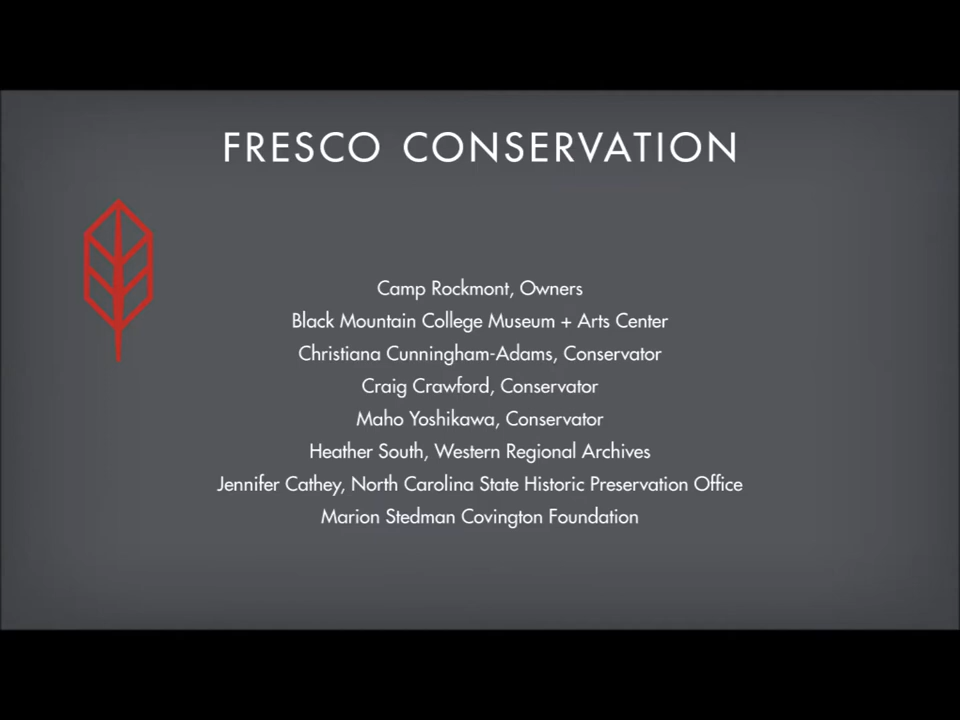 FRESCO CONSERVATION
Camp Rockmont, Owners
Black Mountain College Museum + Arts Center
Christiana Cunningham-Adams, Conservator
Craig Crawford, Conservator
Maho Yoshikawa, Conservator
Heather South, Western Regional Archives
Jennifer Cathey, North Carolina State Historic Preservation Office
Marion Stedman Covington Foundation